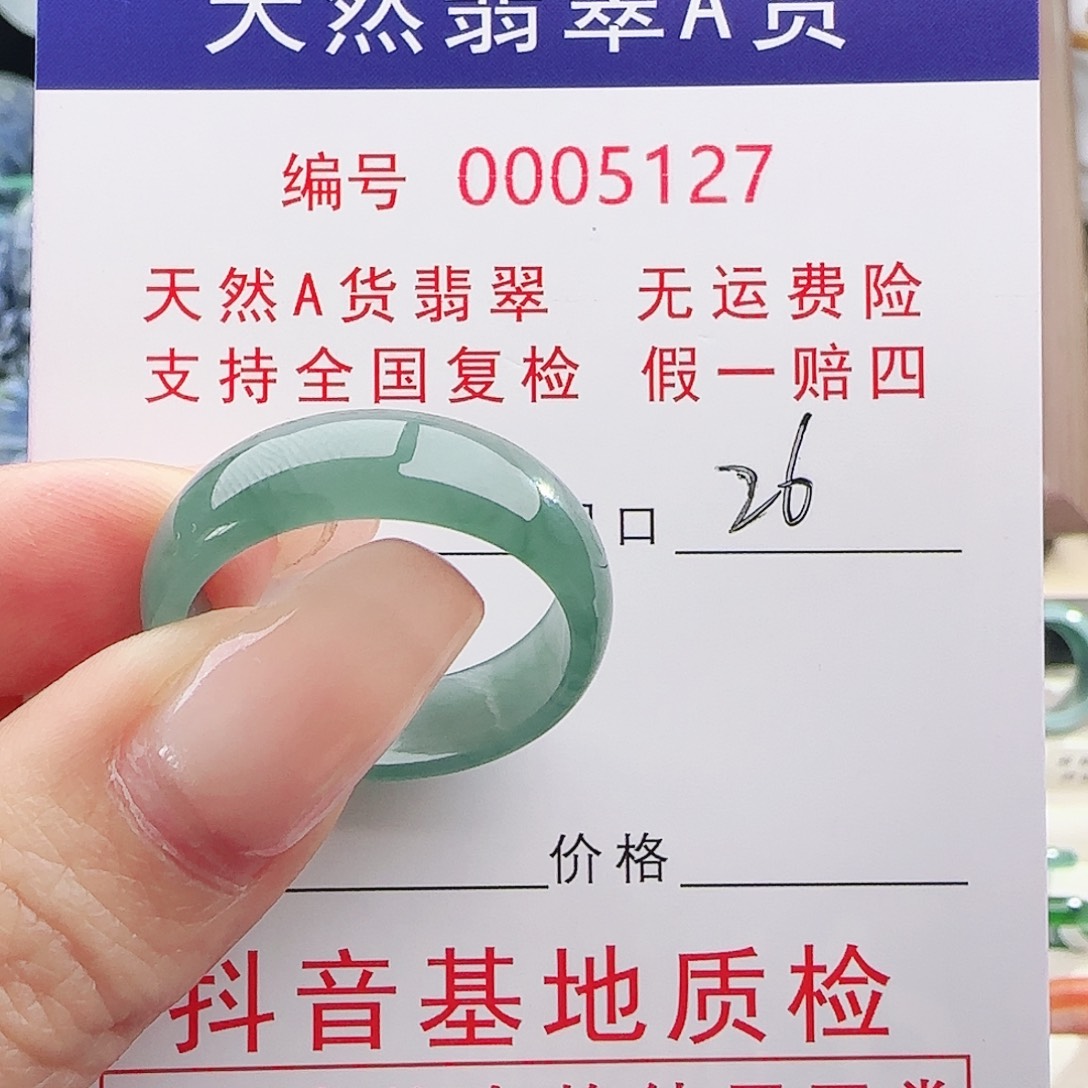 天然翡翠A货
编号 0005127
天然A货翡翠 无运费险
支持全国复检 假一赔四
口 26
价格
抖音基地质检